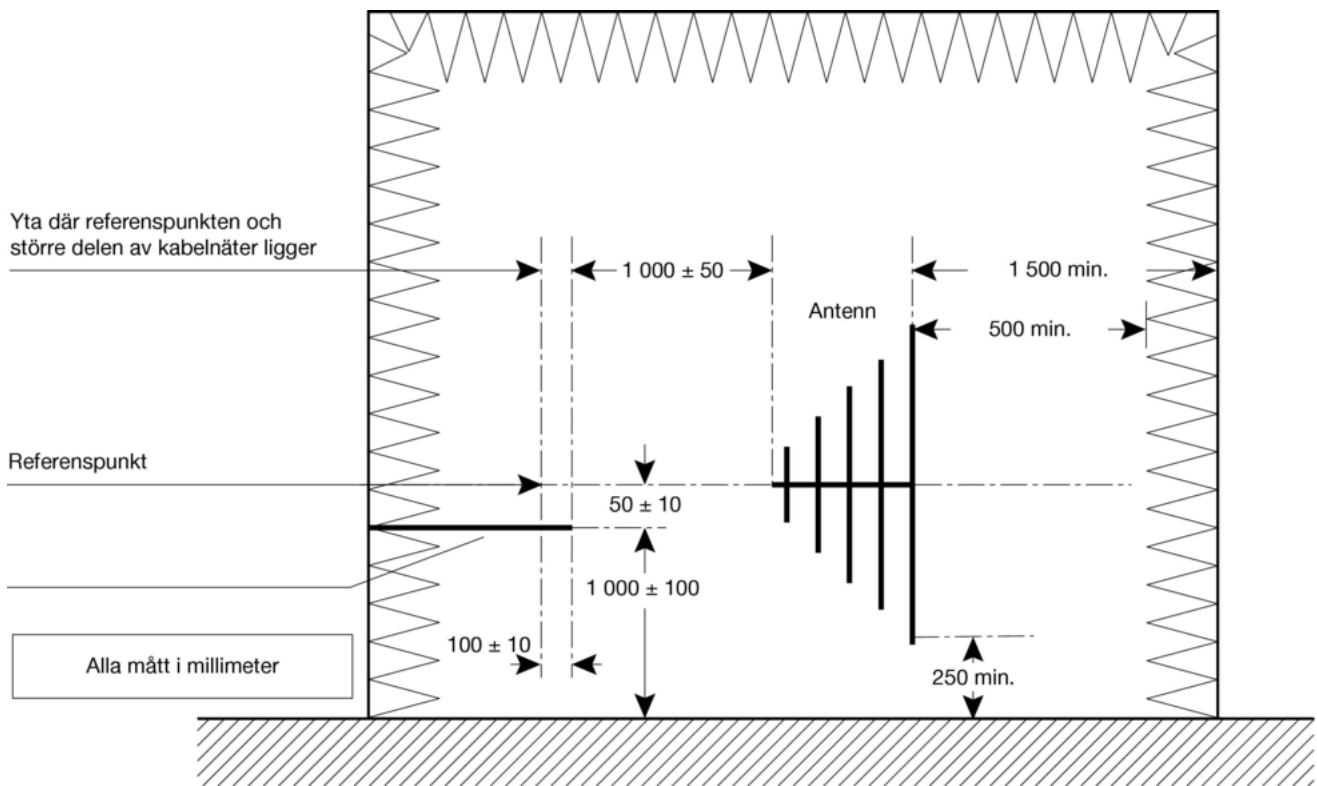 Yta där referenspunkten och
större delen av kabelnäter ligger
1 000 ± 50
1 500 min.
Antenn
500 min.
Referenspunkt
50 ± 10
1 000 ± 100
100 ± 10
Alla mått i millimeter
250 min.